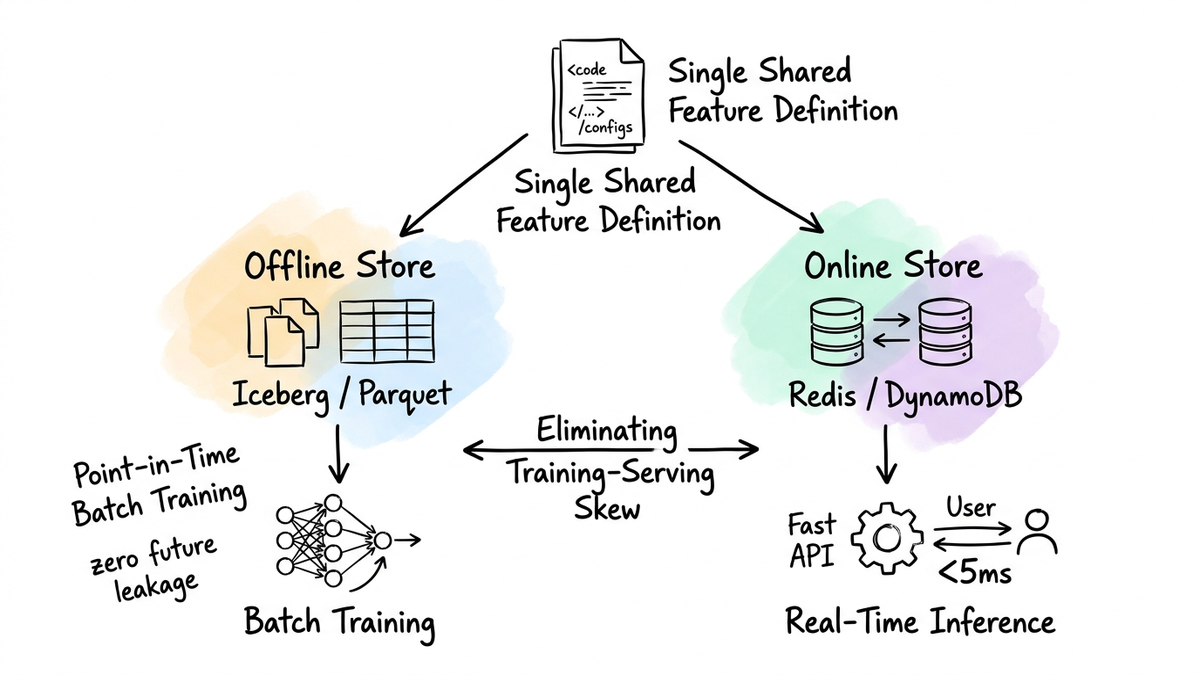 <code
</...>
/configs
Single Shared
Feature Definition
Single Shared
Feature Definition
Offline Store
Iceberg / Parquet
Online Store
Redis / DynamoDB
Eliminating
Training-Serving
Skew
Point-in-Time
Batch Training
zero future
leakage
Batch Training
Fast
API
User
<5ms
Real-Time Inference